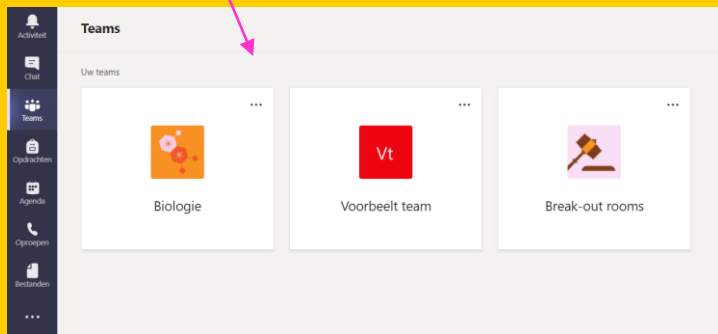 Activiteit
Chat
Teams
Opdrachten
Agenda
Oproepen
Bestanden
Teams
Uw teams
Biologie
Vt
Voorbeelt team
Break-out rooms